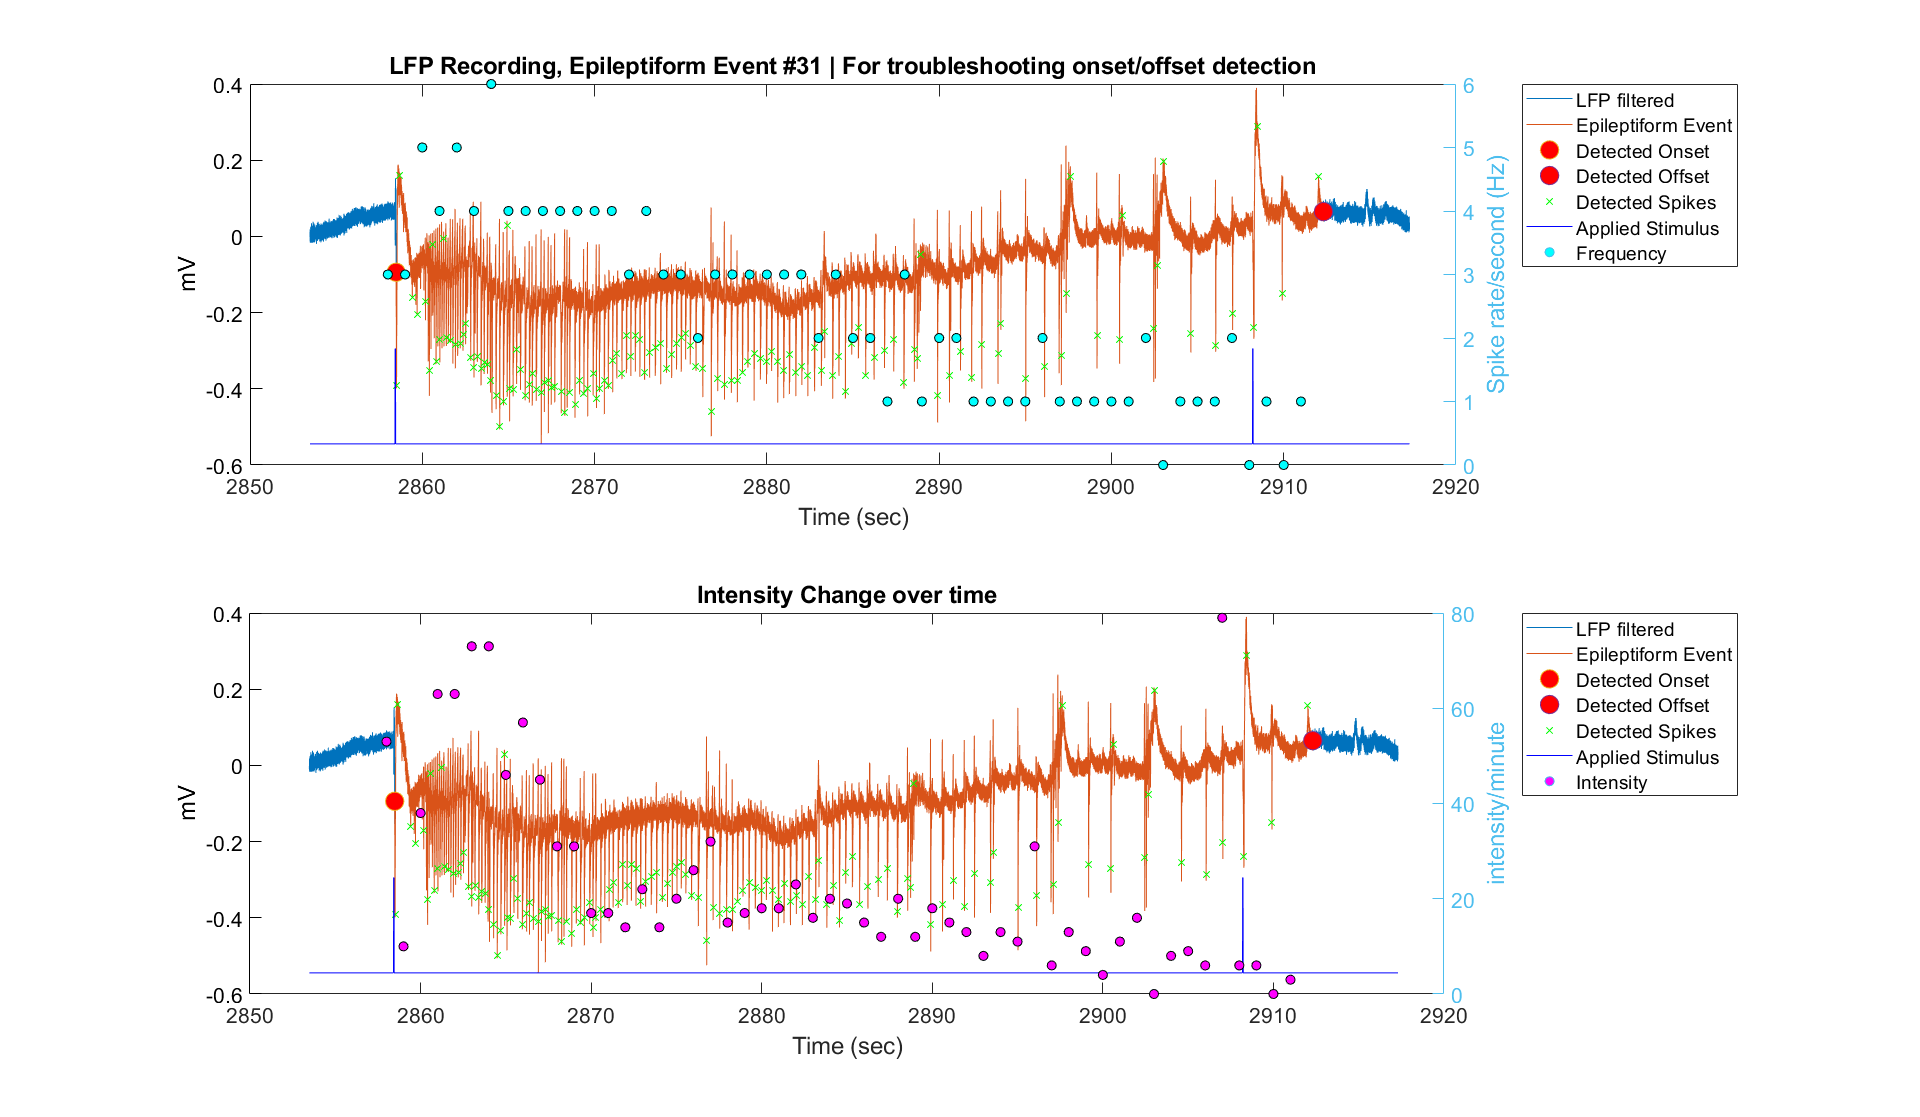 LFP Recording, Epileptiform Event #31 | For troubleshooting onset/offset detection
0.4
0.2
0
-0.2
-0.4
-0.6
mV
2850 2860 2870 2880 2890 2900 2910 2920
Time (sec)
6
5
4
3
2
1
0
Spike rate/second (Hz)
LFP filtered
Epileptiform Event
Detected Onset
Detected Offset
Detected Spikes
Applied Stimulus
Frequency
Intensity Change over time
0.4
0.2
0
-0.2
-0.4
-0.6
mV
2850 2860 2870 2880 2890 2900 2910 2920
Time (sec)
80
60
40
20
0
intensity/minute
LFP filtered
Epileptiform Event
Detected Onset
Detected Offset
Detected Spikes
Applied Stimulus
Intensity